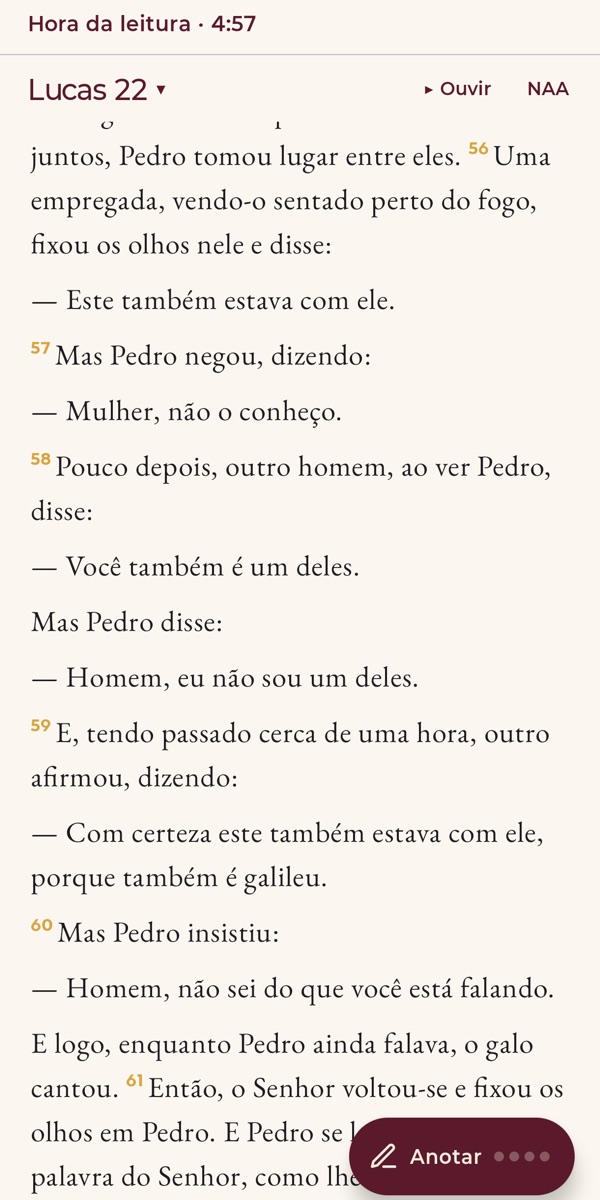 Hora da leitura · 4:57
Lucas 22 ▾
▸ Ouvir
NAA
juntos, Pedro tomou lugar entre eles. 56 Uma
empregada, vendo-o sentado perto do fogo,
fixou os olhos nele e disse:
— Este também estava com ele.
57 Mas Pedro negou, dizendo:
— Mulher, não o conheço.
58 Pouco depois, outro homem, ao ver Pedro,
disse:
— Você também é um deles.
Mas Pedro disse:
— Homem, eu não sou um deles.
59 E, tendo passado cerca de uma hora, outro
afirmou, dizendo:
— Com certeza este também estava com ele,
porque também é galileu.
60 Mas Pedro insistiu:
— Homem, não sei do que você está falando.
E logo, enquanto Pedro ainda falava, o galo
cantou. 61 Então, o Senhor voltou-se e fixou os
olhos em Pedro. E Pedro se
palavra do Senhor, como
Anotar